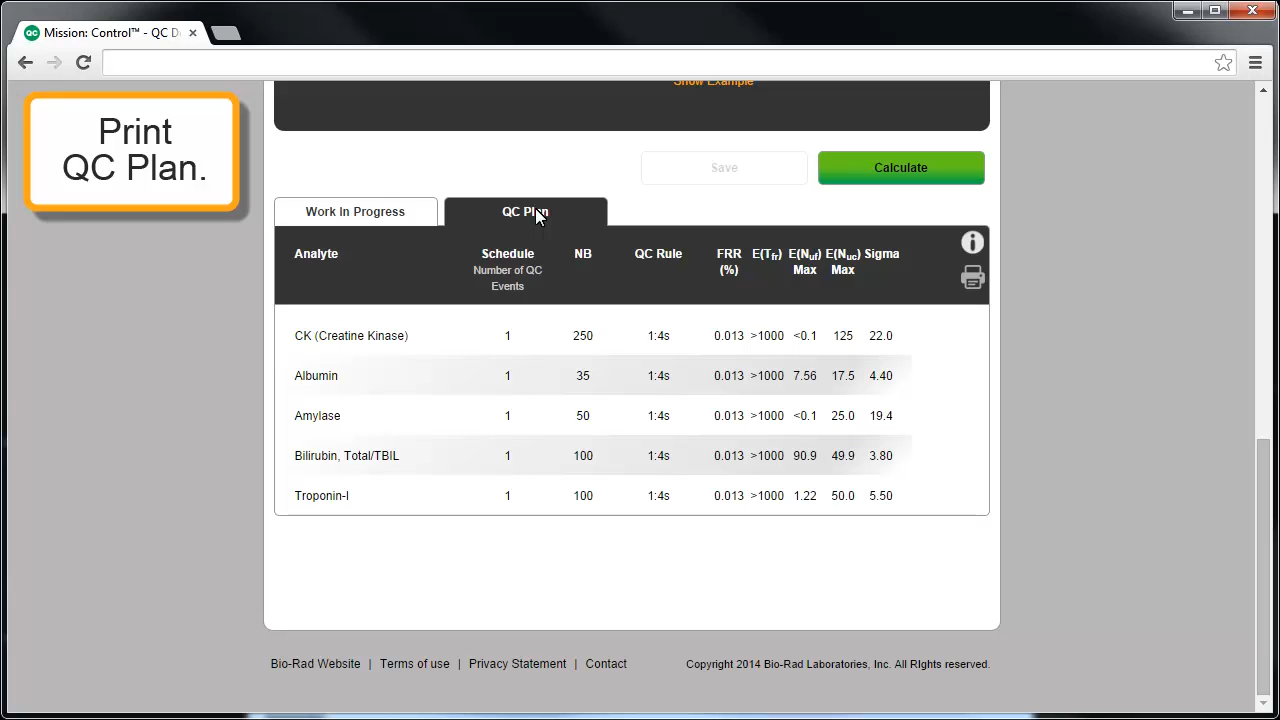 Mission: Control™ - QC D
Print
QC Plan.
Show Example
Save
Calculate
Work In Progress
QC Plan
Analyte Schedule NB QC Rule FRR E(Tfr) E(Nuf) E(Nuc) Sigma
Number of QC (%) Max Max
Events
CK (Creatine Kinase) 1 250 1:4s 0.013 >1000 <0.1 125 22.0
Albumin 1 35 1:4s 0.013 >1000 7.56 17.5 4.40
Amylase 1 50 1:4s 0.013 >1000 <0.1 25.0 19.4
Bilirubin, Total/TBIL 1 100 1:4s 0.013 >1000 90.9 49.9 3.80
Troponin-I 1 100 1:4s 0.013 >1000 1.22 50.0 5.50
Bio-Rad Website | Terms of use | Privacy Statement | Contact Copyright 2014 Bio-Rad Laboratories, Inc. All RIghts reserved.